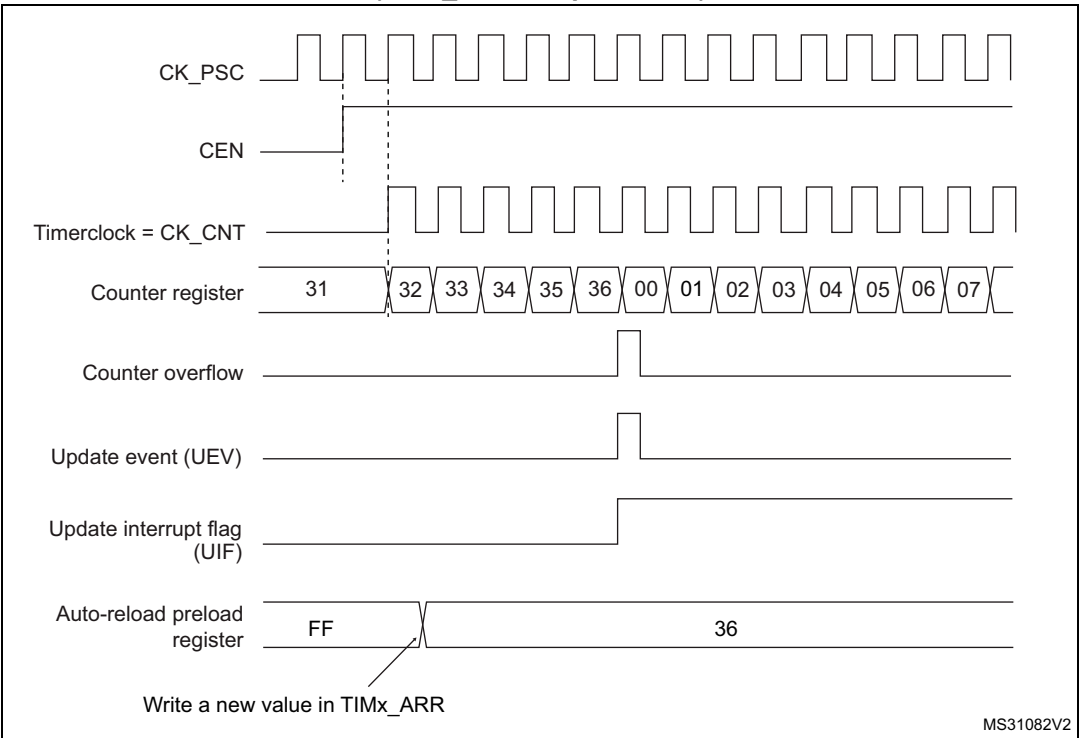 CK_PSC
CEN
Timerclock = CK_CNT
Counter register 31 32 33 34 35 36 00 01 02 03 04 05 06 07
Counter overflow
Update event (UEV)
Update interrupt flag
(UIF)
Auto-reload preload
register
FF 36
Write a new value in TIMx_ARR
MS31082V2